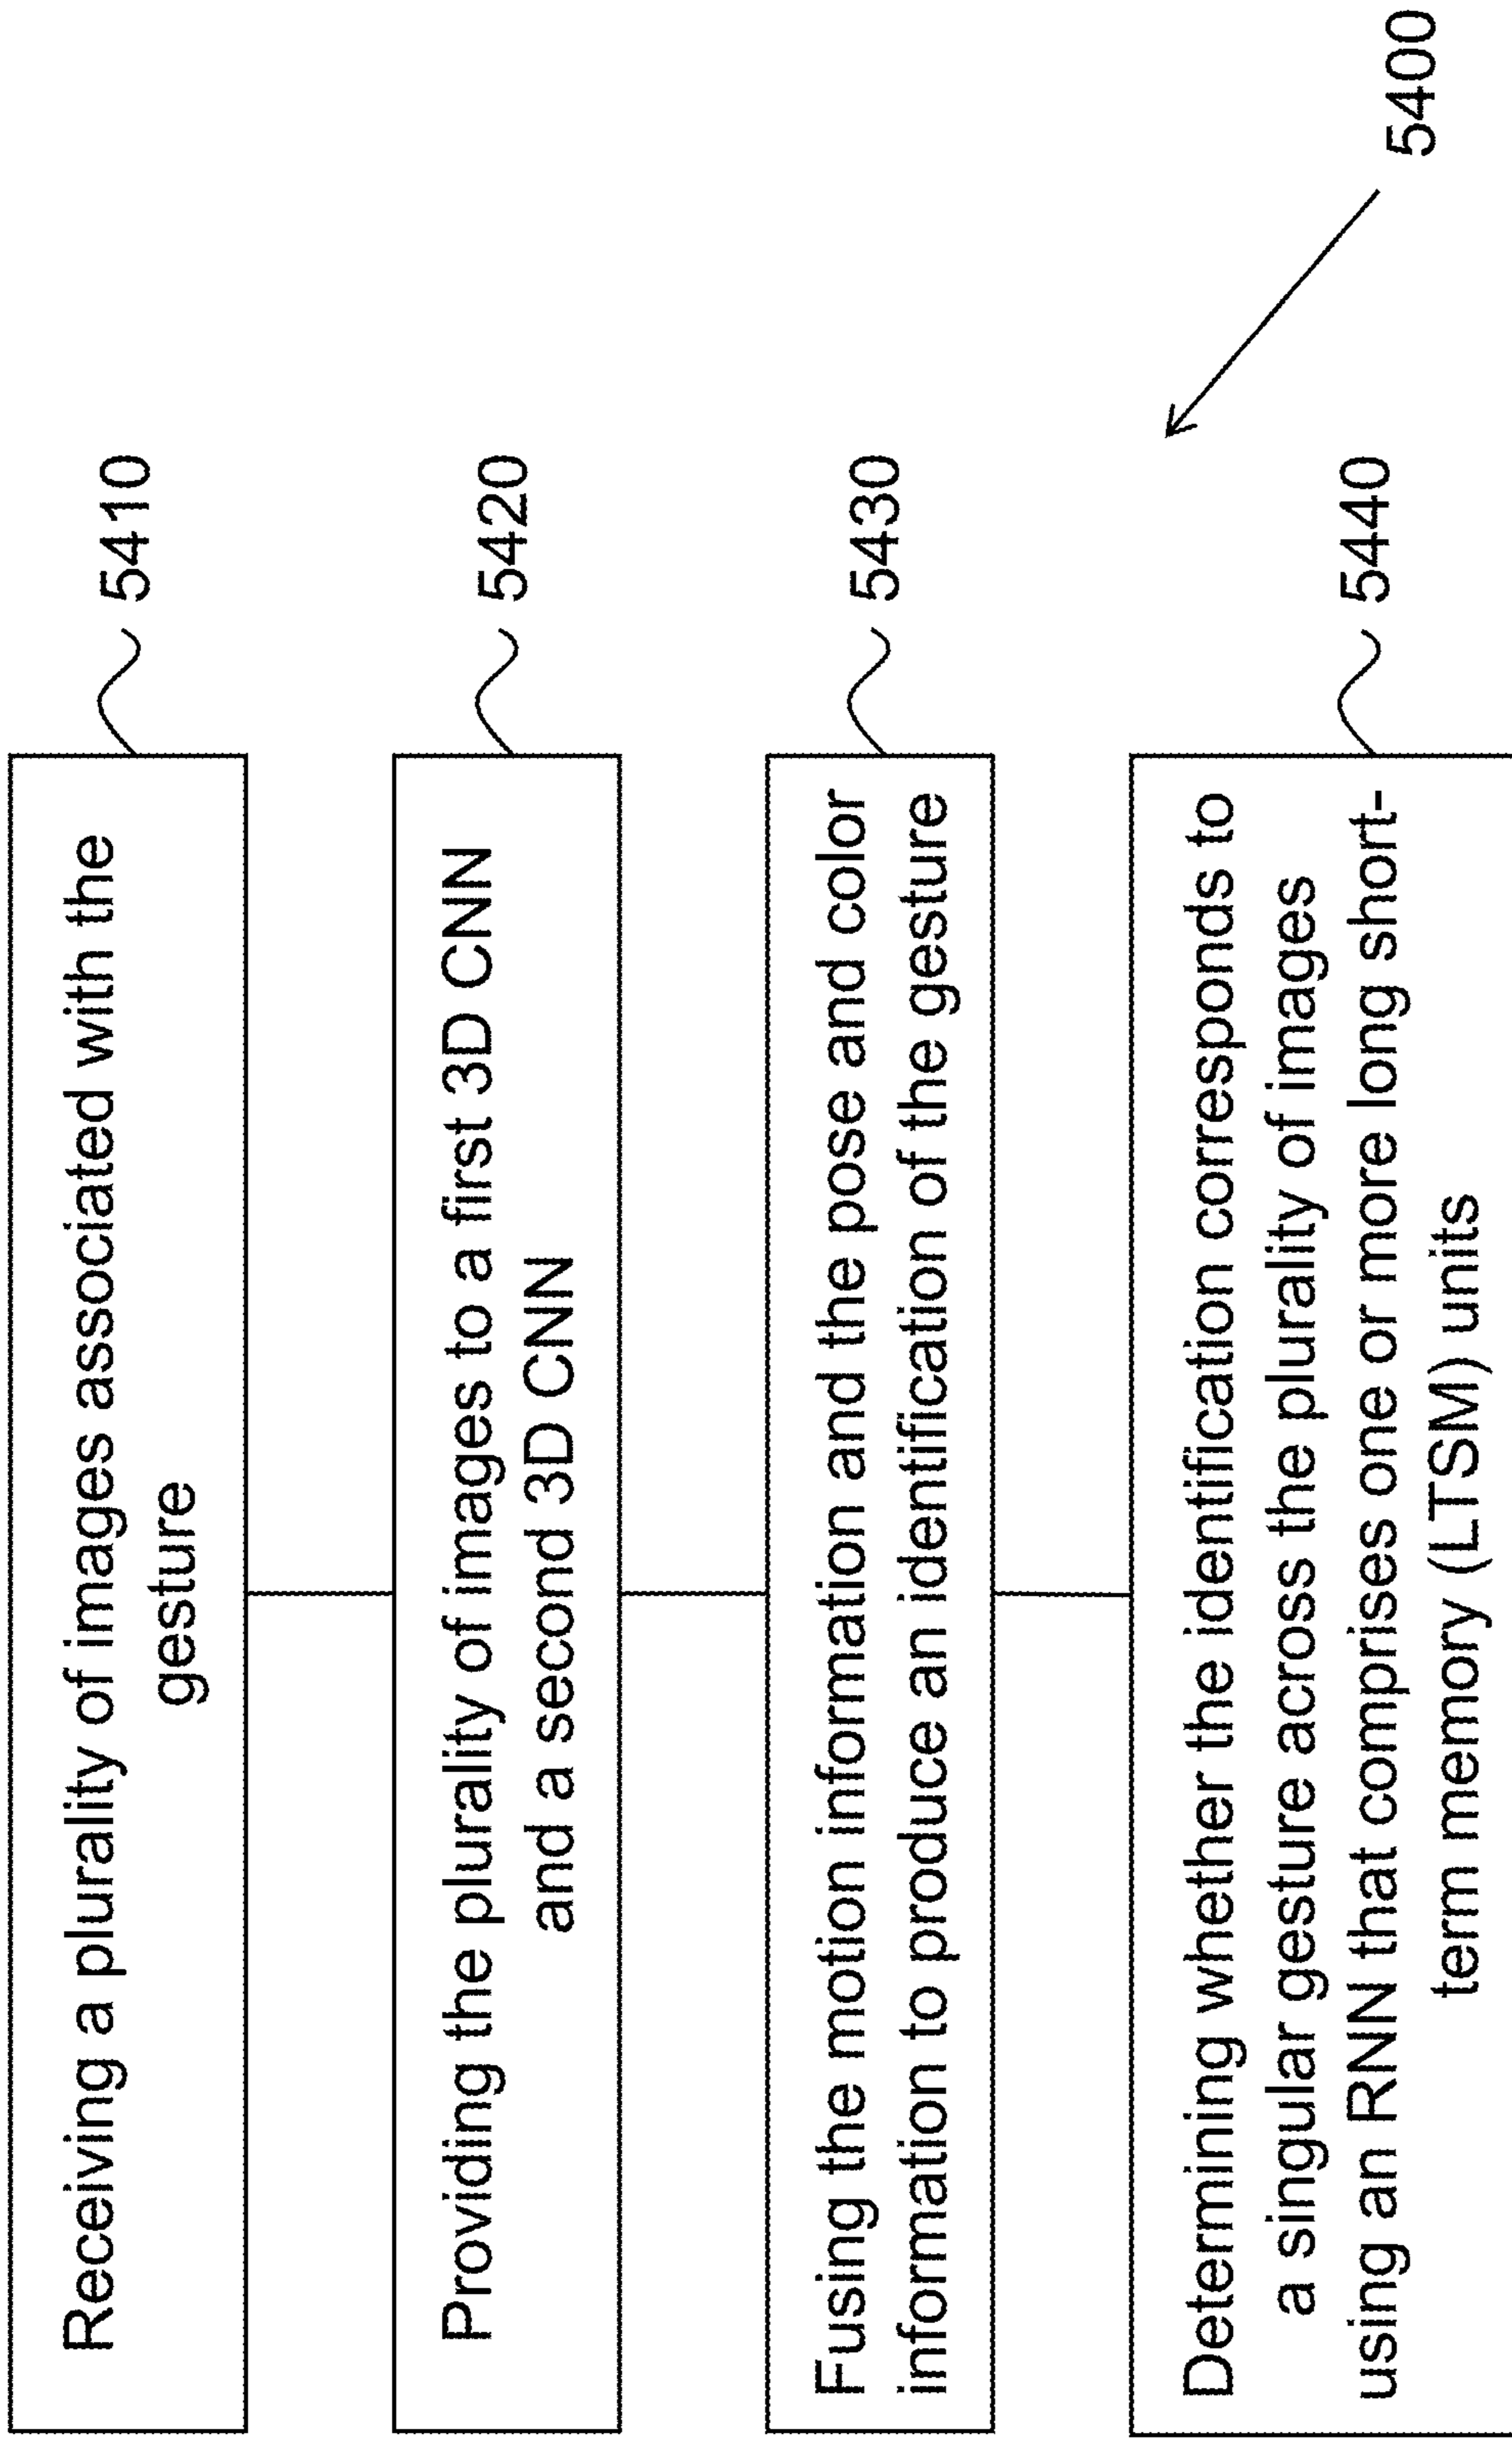 Receiving a plurality of images associated with the
gesture
5410
Providing the plurality of images to a first 3D CNN
and a second 3D CNN
5420
Fusing the motion information and the pose and color
information to produce an identification of the gesture
5430
Determining whether the identification corresponds to
a singular gesture across the plurality of images
using an RNN that comprises one or more long short-
term memory (LTSM) units
5440
5400